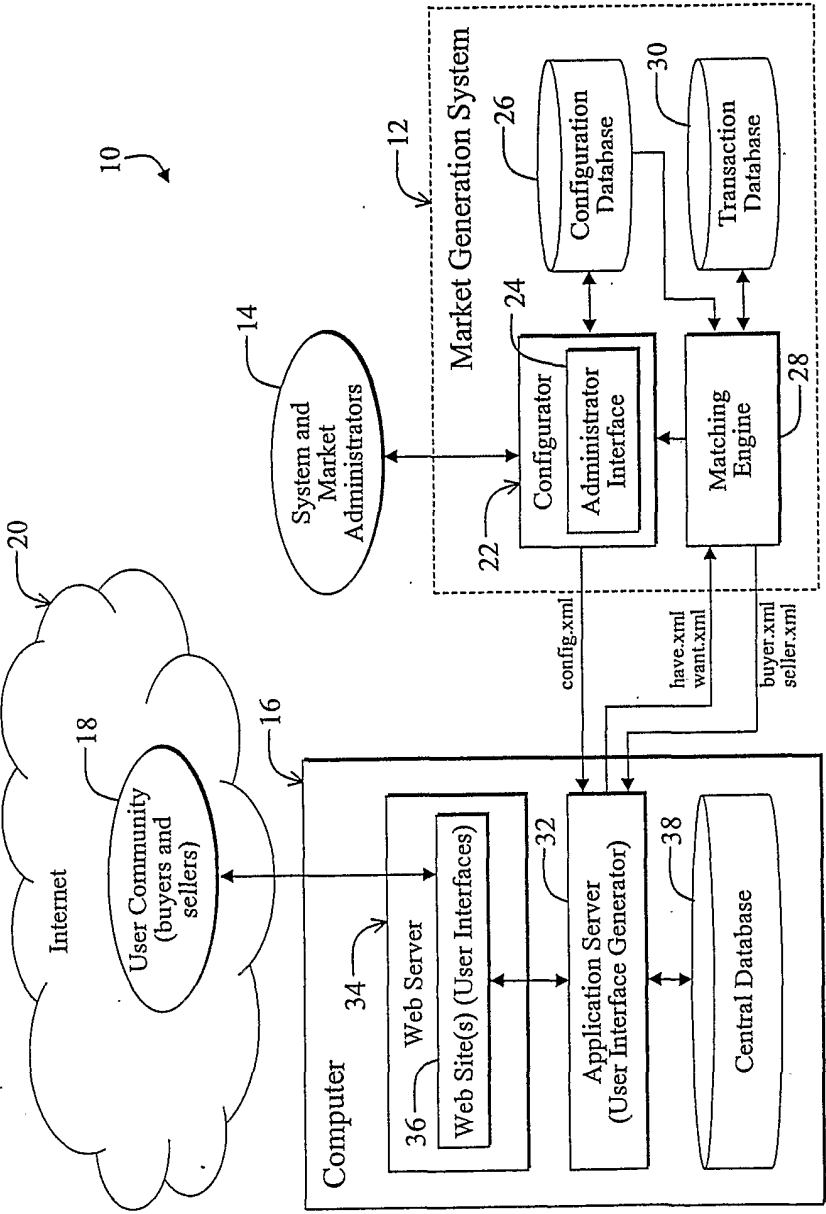 10
20
Internet
18
User Community
(buyers and
sellers)
14
System and
Market
Administrators
16
Computer
34
Web Server
36
Web Site(s) (User Interfaces)
32
Application Server
(User Interface Generator)
38
Central Database
config.xml
have.xml
want.xml
buyer.xml
seller.xml
12
Market Generation System
22
Configurator
24
Administrator
Interface
26
Configuration
Database
Matching
Engine
28
30
Transaction
Database